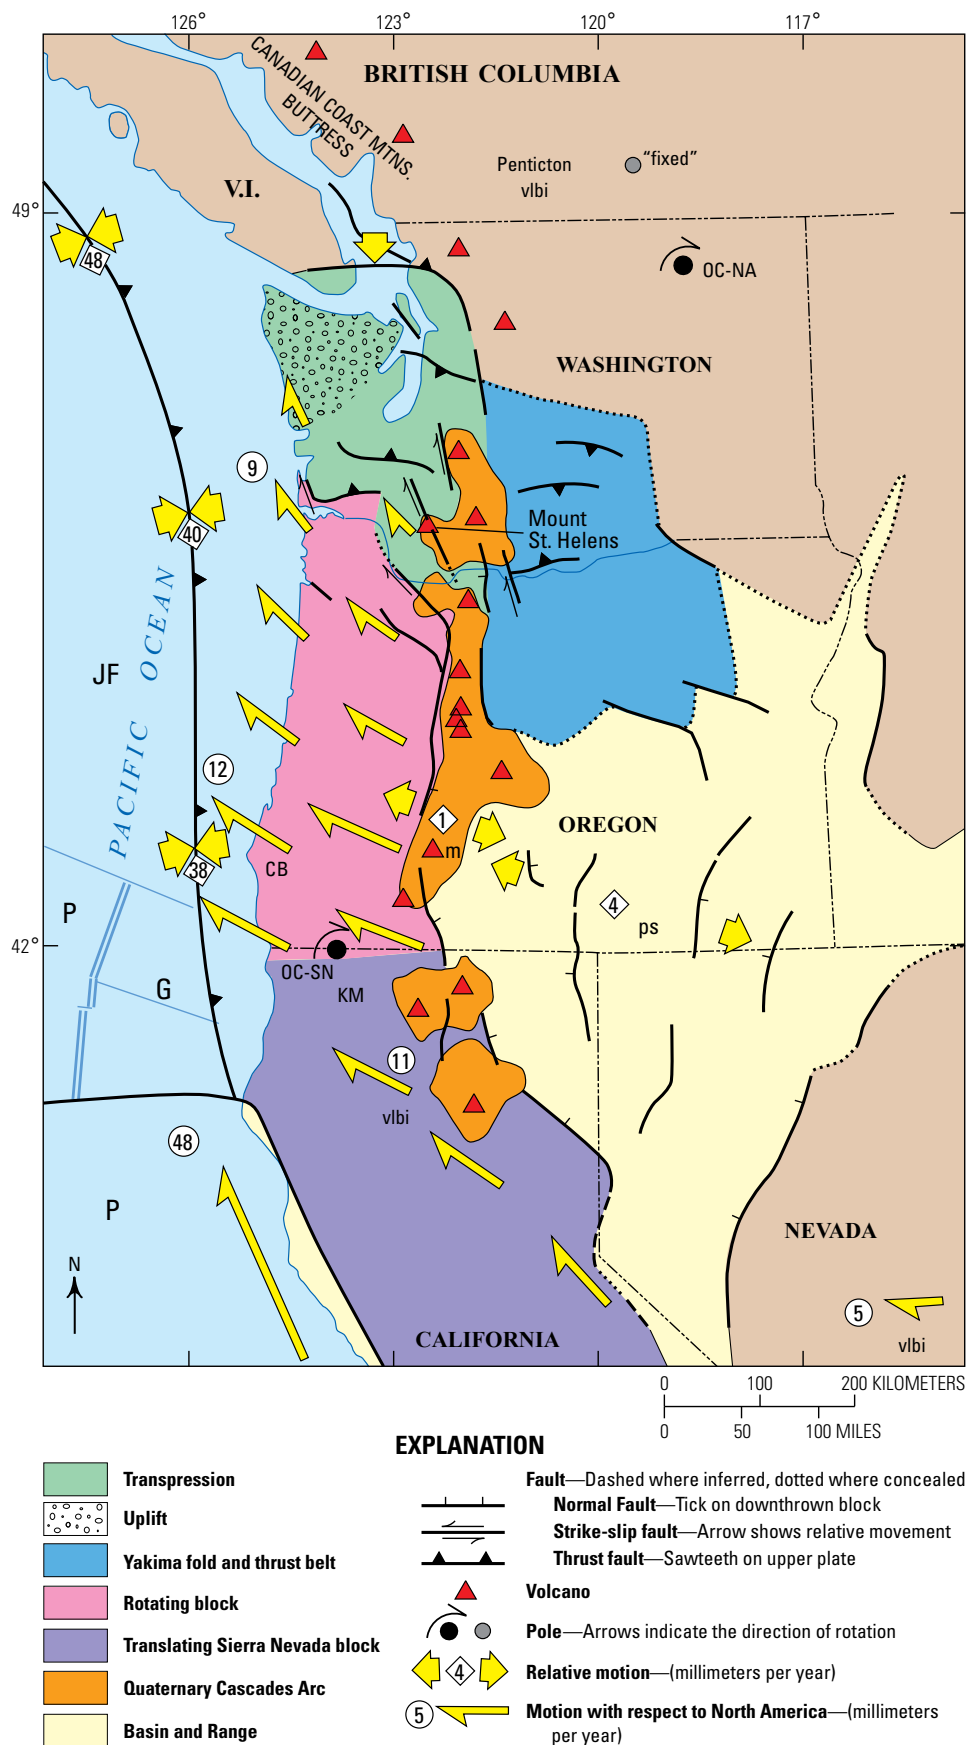 126°
123°
120°
117°
CANADIAN COAST MTNS.
BUTTRESS
BRITISH COLUMBIA
Penticton
vlbi
"fixed"
V.I.
49°
48
OC-NA
WASHINGTON
9
40
Mount
St. Helens
PACIFIC OCEAN
JF
12
1
m
OREGON
38
CB
4
ps
P
42°
OC-SN
KM
G
11
vlbi
48
P
NEVADA
N
CALIFORNIA
5
vlbi
0 100 200 KILOMETERS
0 50 100 MILES
EXPLANATION
Transpression
Uplift
Yakima fold and thrust belt
Rotating block
Translating Sierra Nevada block
Quaternary Cascades Arc
Basin and Range
Fault—Dashed where inferred, dotted where concealed
Normal Fault—Tick on downthrown block
Strike-slip fault—Arrow shows relative movement
Thrust fault—Sawteeth on upper plate
Volcano
Pole—Arrows indicate the direction of rotation
4 Relative motion—(millimeters per year)
5 Motion with respect to North America—(millimeters
per year)